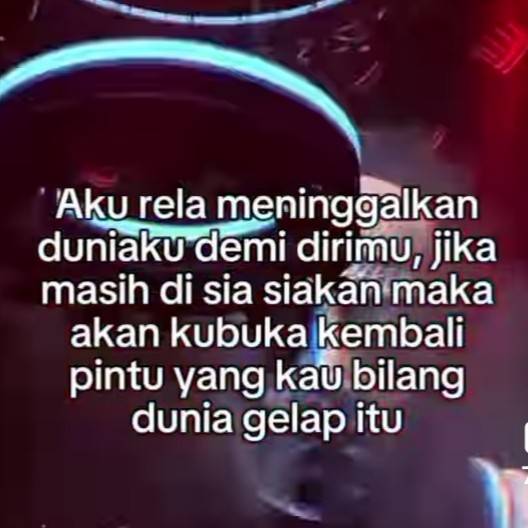 'Aku rela meninggalkan
duniaku demi dirimu, jika
masih di sia siakan maka
akan kubuka kembali
pintu yang kau bilang
dunia gelap itu